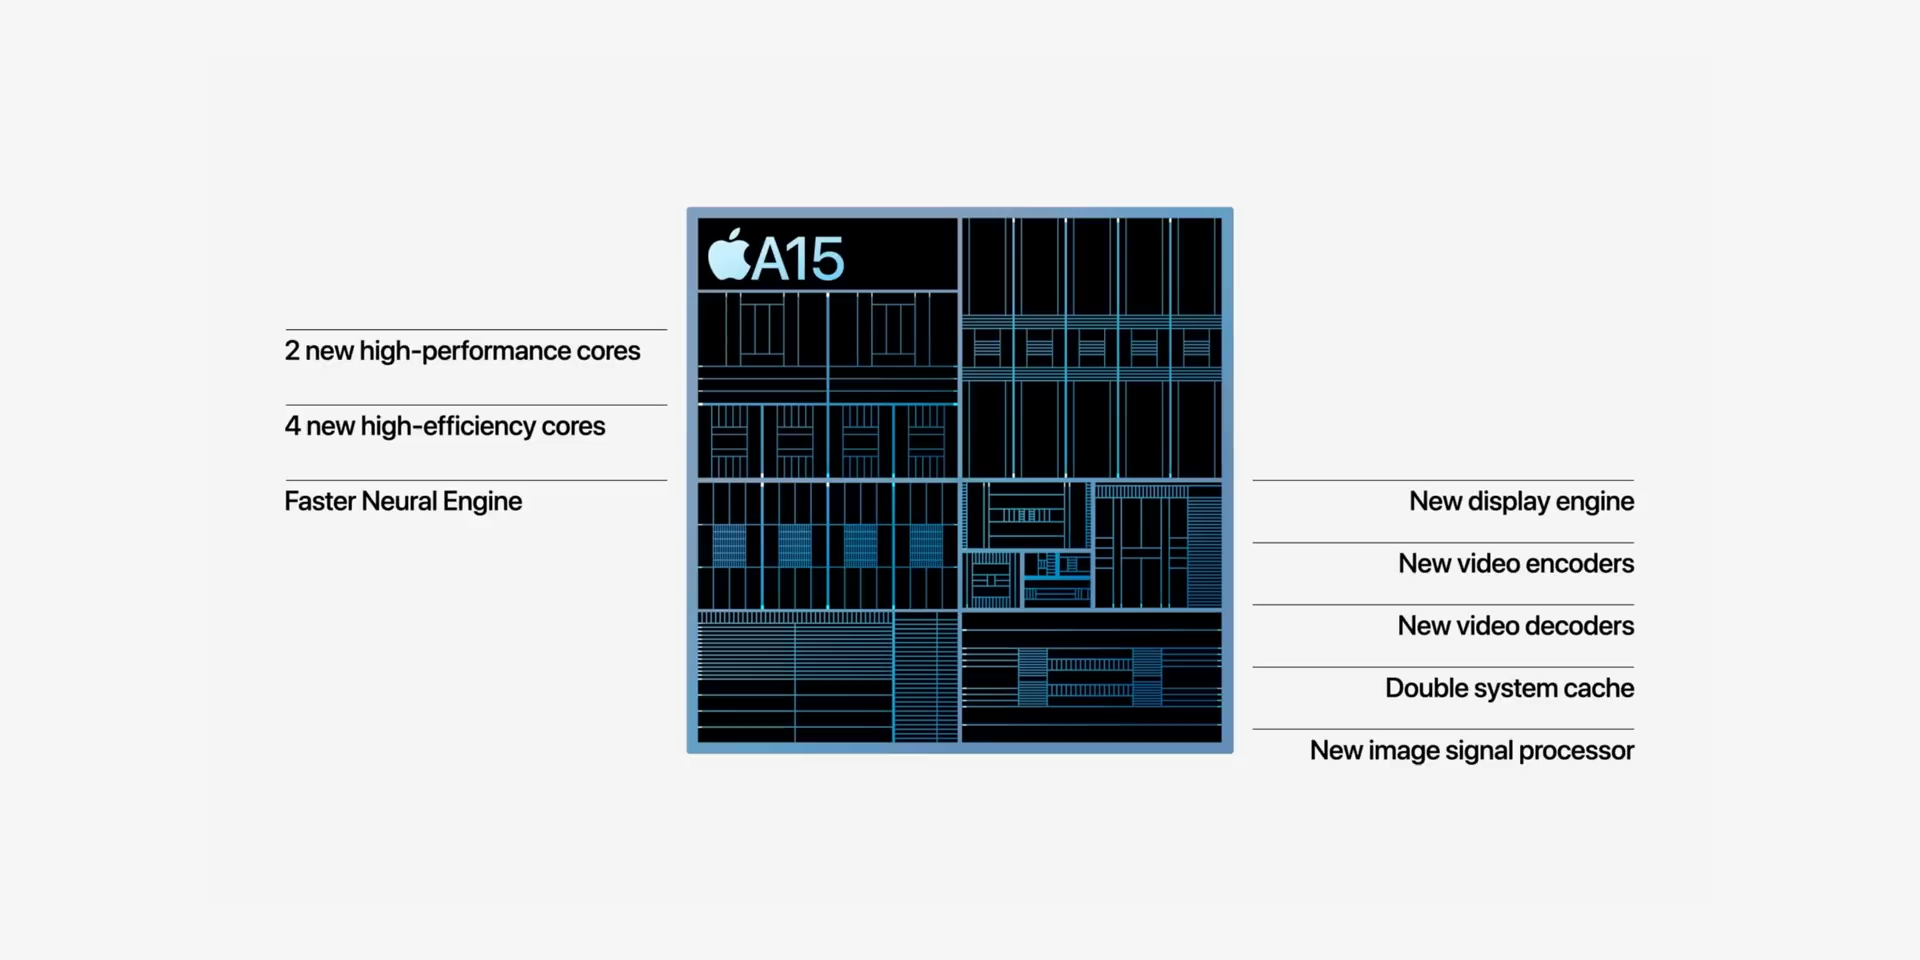 A15
2 new high-performance cores
4 new high-efficiency cores
Faster Neural Engine
New display engine
New video encoders
New video decoders
Double system cache
New image signal processor